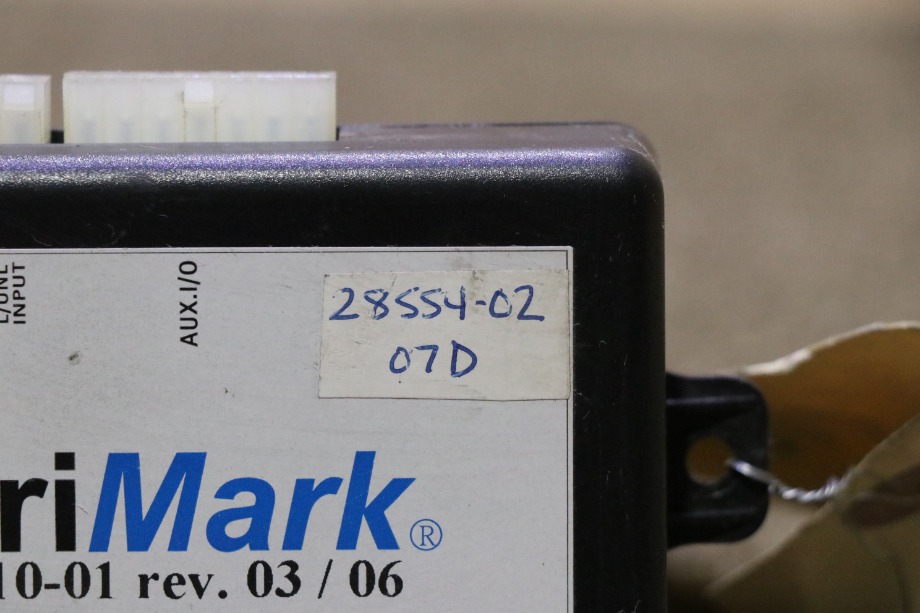 L/UNL
INPUT
AUX.I/O
28554-02
07D
riMark®
10-01 rev. 03 / 06